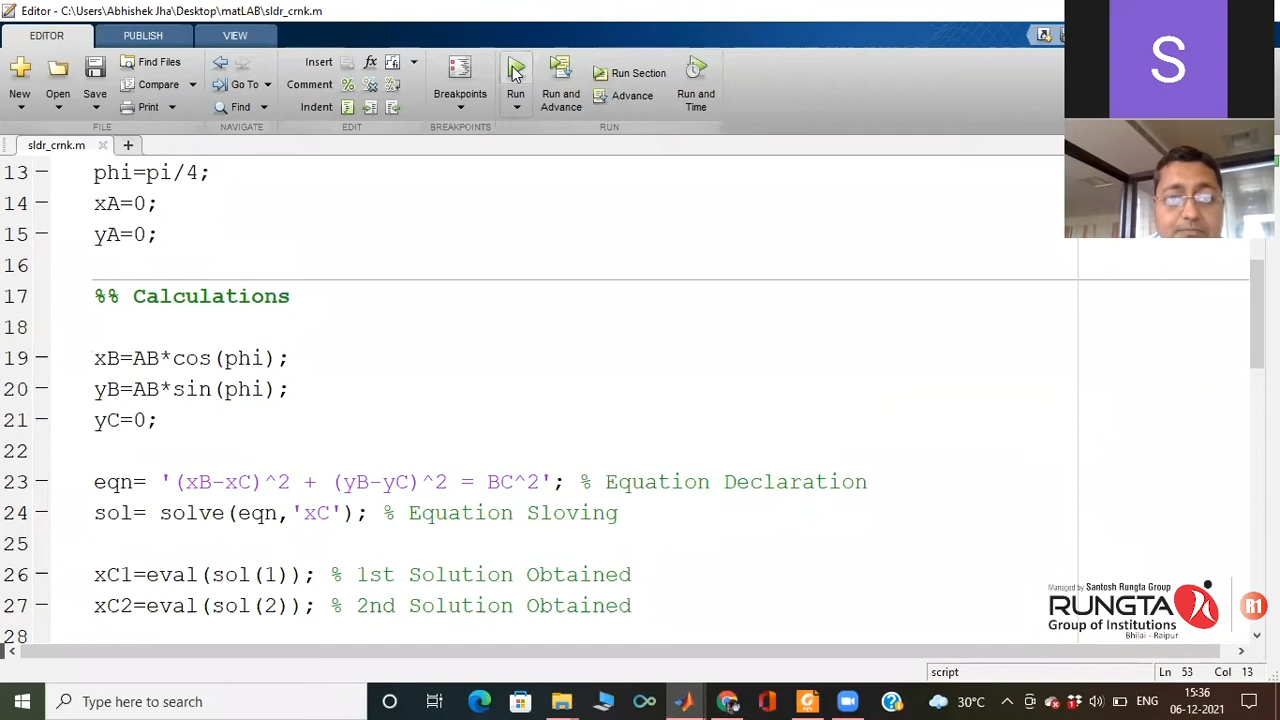 Editor - C:\Users\Abhishek Jha\Desktop\matLAB\sldr_crnk.m
EDITOR PUBLISH VIEW
New Open Save Find Files Compare Print
Go To Find
Insert Comment Indent fx
Breakpoints
Run Run and Advance Run Section Advance Run and Time
FILE NAVIGATE EDIT BREAKPOINTS RUN
S
sldr_crnk.m
13 phi=pi/4;
14 xA=0;
15 yA=0;
16
17 %% Calculations
18
19 xB=AB*cos(phi);
20 yB=AB*sin(phi);
21 yC=0;
22
23 eqn= '(xB-xC)^2 + (yB-yC)^2 = BC^2'; % Equation Declaration
24 sol= solve(eqn,'xC'); % Equation Sloving
25
26 xC1=eval(sol(1)); % 1st Solution Obtained
27 xC2=eval(sol(2)); % 2nd Solution Obtained
28
Managed by Santosh Rungta Group
RUNGTA
Group of Institutions
Bhilai - Raipur
R1
script Ln 53 Col 13
Type here to search
30°C ENG
15:36
06-12-2021